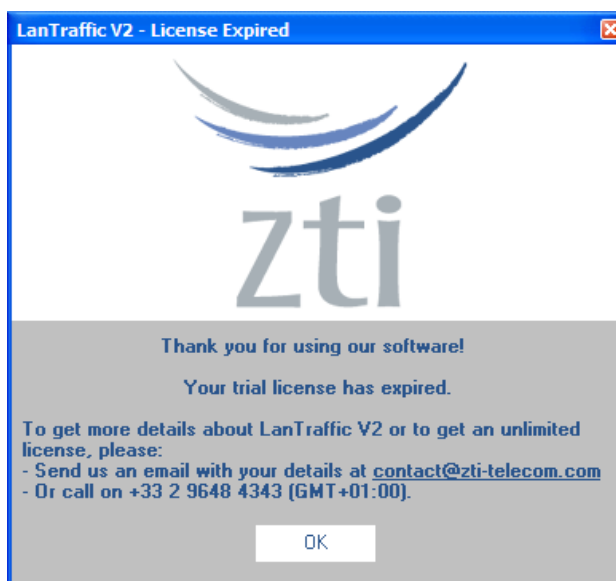 LanTraffic V2 - License Expired
zti
Thank you for using our software!
Your trial license has expired.
To get more details about LanTraffic V2 or to get an unlimited
license, please:
- Send us an email with your details at contact@zti-telecom.com
- Or call on +33 2 9648 4343 (GMT+01:00).
OK